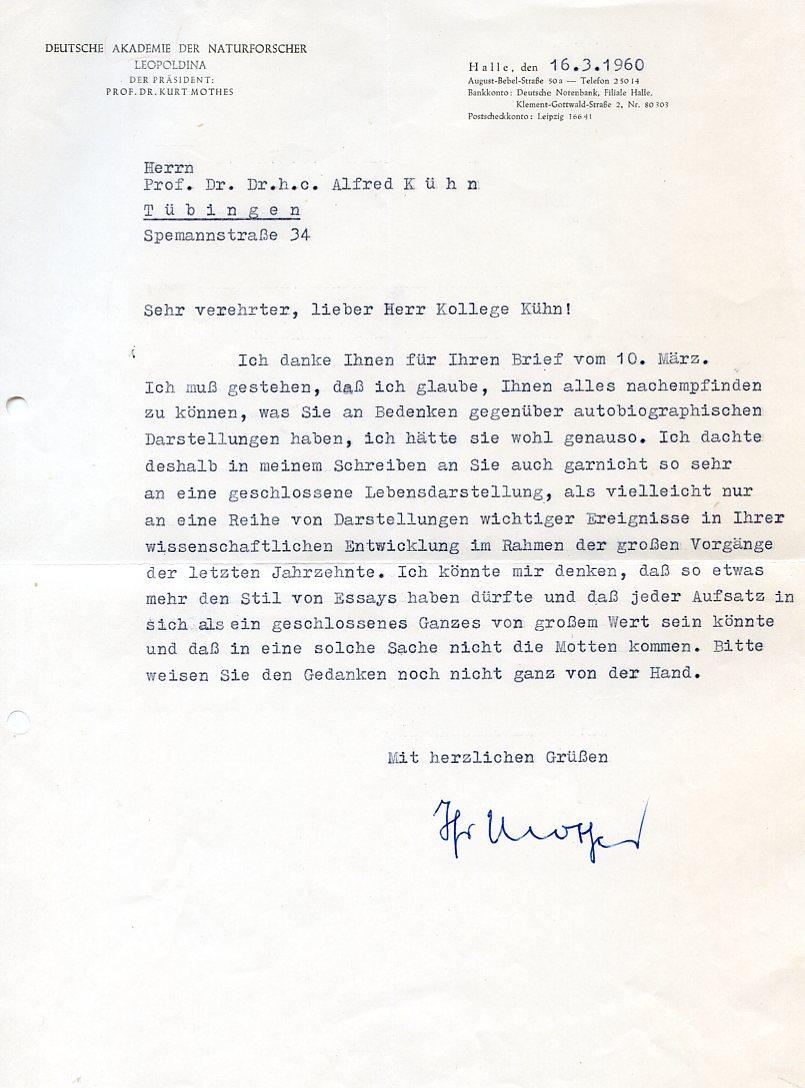 DEUTSCHE AKADEMIE DER NATURFORSCHER
LEOPOLDINA
DER PRÄSIDENT:
PROF. DR. KURT MOTHES
Halle, den 16.3.1960
August-Bebel-Straße 50a — Telefon 25014
Bankkonto: Deutsche Notenbank, Filiale Halle,
Klement-Gottwald-Straße 2, Nr. 80303
Postscheckkonto: Leipzig 16641
Herrn
Prof. Dr. Dr.h.c. Alfred K ü h n
T ü b i n g e n
Spemannstraße 34
Sehr verehrter, lieber Herr Kollege Kühn!
Ich danke Ihnen für Ihren Brief vom 10. März.
Ich muß gestehen, daß ich glaube, Ihnen alles nachempfinden
zu können, was Sie an Bedenken gegenüber autobiographischen
Darstellungen haben, ich hätte sie wohl genauso. Ich dachte
deshalb in meinem Schreiben an Sie auch garnicht so sehr
an eine geschlossene Lebensdarstellung, als vielleicht nur
an eine Reihe von Darstellungen wichtiger Ereignisse in Ihrer
wissenschaftlichen Entwicklung im Rahmen der großen Vorgänge
der letzten Jahrzehnte. Ich könnte mir denken, daß so etwas
mehr den Stil von Essays haben dürfte und daß jeder Aufsatz in
sich als ein geschlossenes Ganzes von großem Wert sein könnte
und daß in eine solche Sache nicht die Motten kommen. Bitte
weisen Sie den Gedanken noch nicht ganz von der Hand.
Mit herzlichen Grüßen
Ihr Mothes